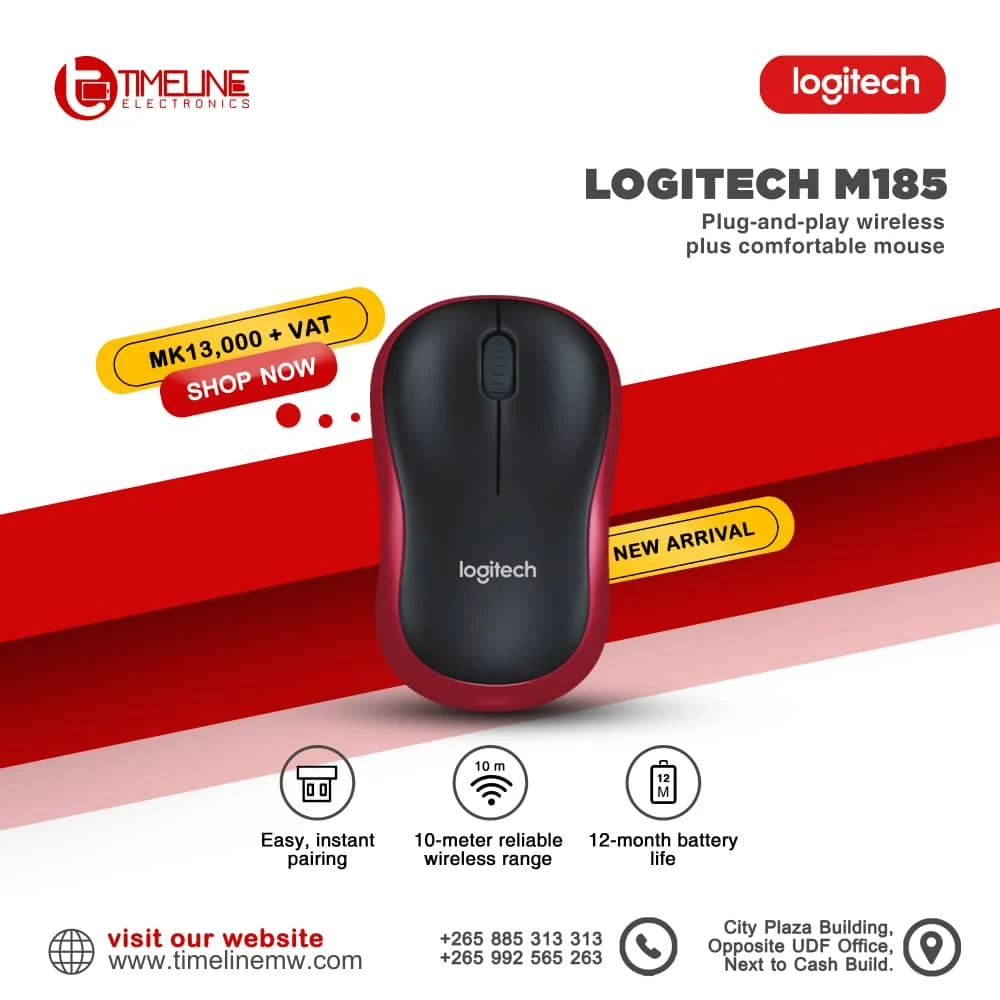 TIMELINE
ELECTRONICS
logitech
LOGITECH M185
Plug-and-play wireless
plus comfortable mouse
MK13,000 + VAT
SHOP NOW
NEW ARRIVAL
logitech
10 m
12
M
Easy, instant
pairing
10-meter reliable
wireless range
12-month battery
life
visit our website
www.timelinemw.com
+265 885 313 313
+265 992 565 263
City Plaza Building,
Opposite UDF Office,
Next to Cash Build.